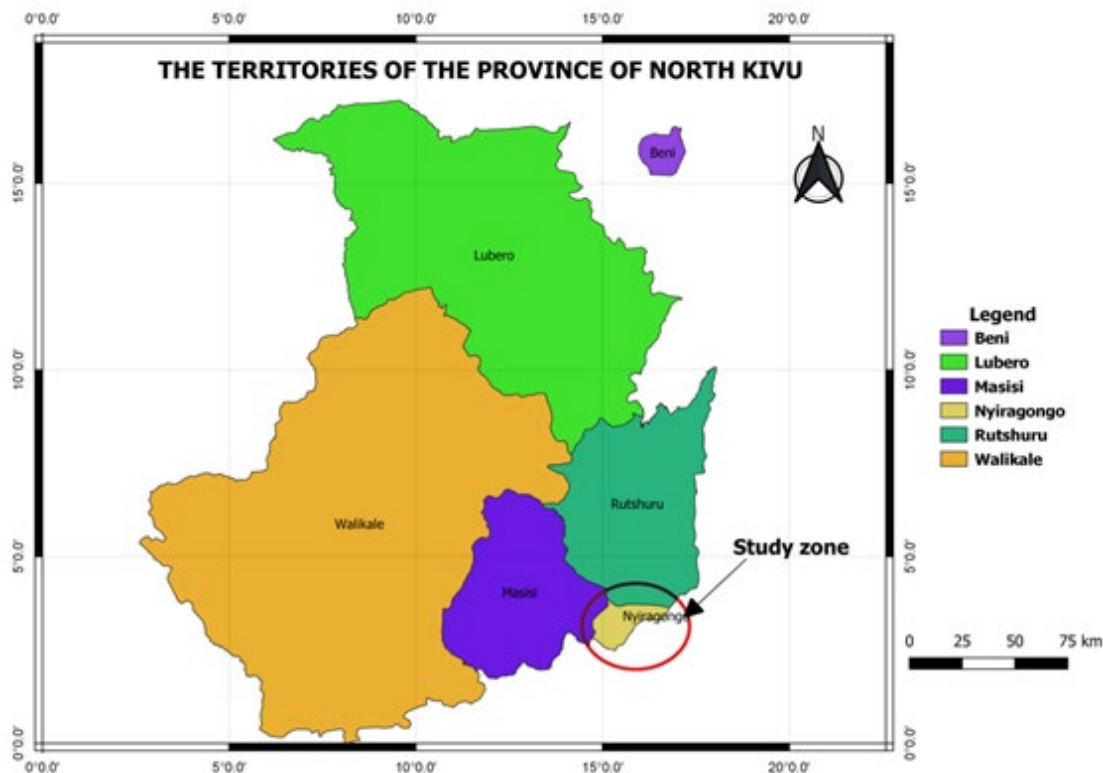 0°0.0'
5°0.0'
10°0.0'
15°0.0'
20°0.0'
THE TERRITORIES OF THE PROVINCE OF NORTH KIVU
N
Beni
15°0.0'
15°0.0'
Lubero
10°0.0'
10°0.0'
Legend
Beni
Lubero
Masisi
Nyiragongo
Rutshuru
Walikale
Rutshuru
Walikale
Study zone
5°0.0'
5°0.0'
Masisi
Nyiragongo
0 25 50 75 km
0°0.0'
0°0.0'
0°0.0'
5°0.0'
10°0.0'
15°0.0'
20°0.0'